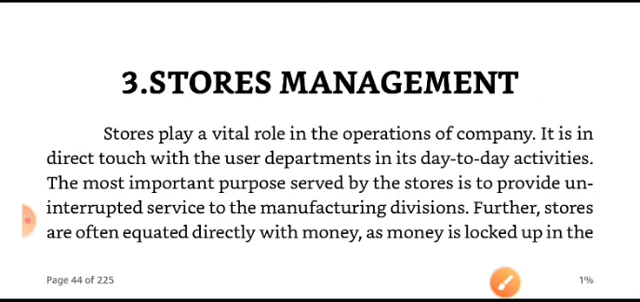 3.STORES MANAGEMENT
Stores play a vital role in the operations of company. It is in
direct touch with the user departments in its day-to-day activities.
The most important purpose served by the stores is to provide un-
interrupted service to the manufacturing divisions. Further, stores
are often equated directly with money, as money is locked up in the
Page 44 of 225
1%